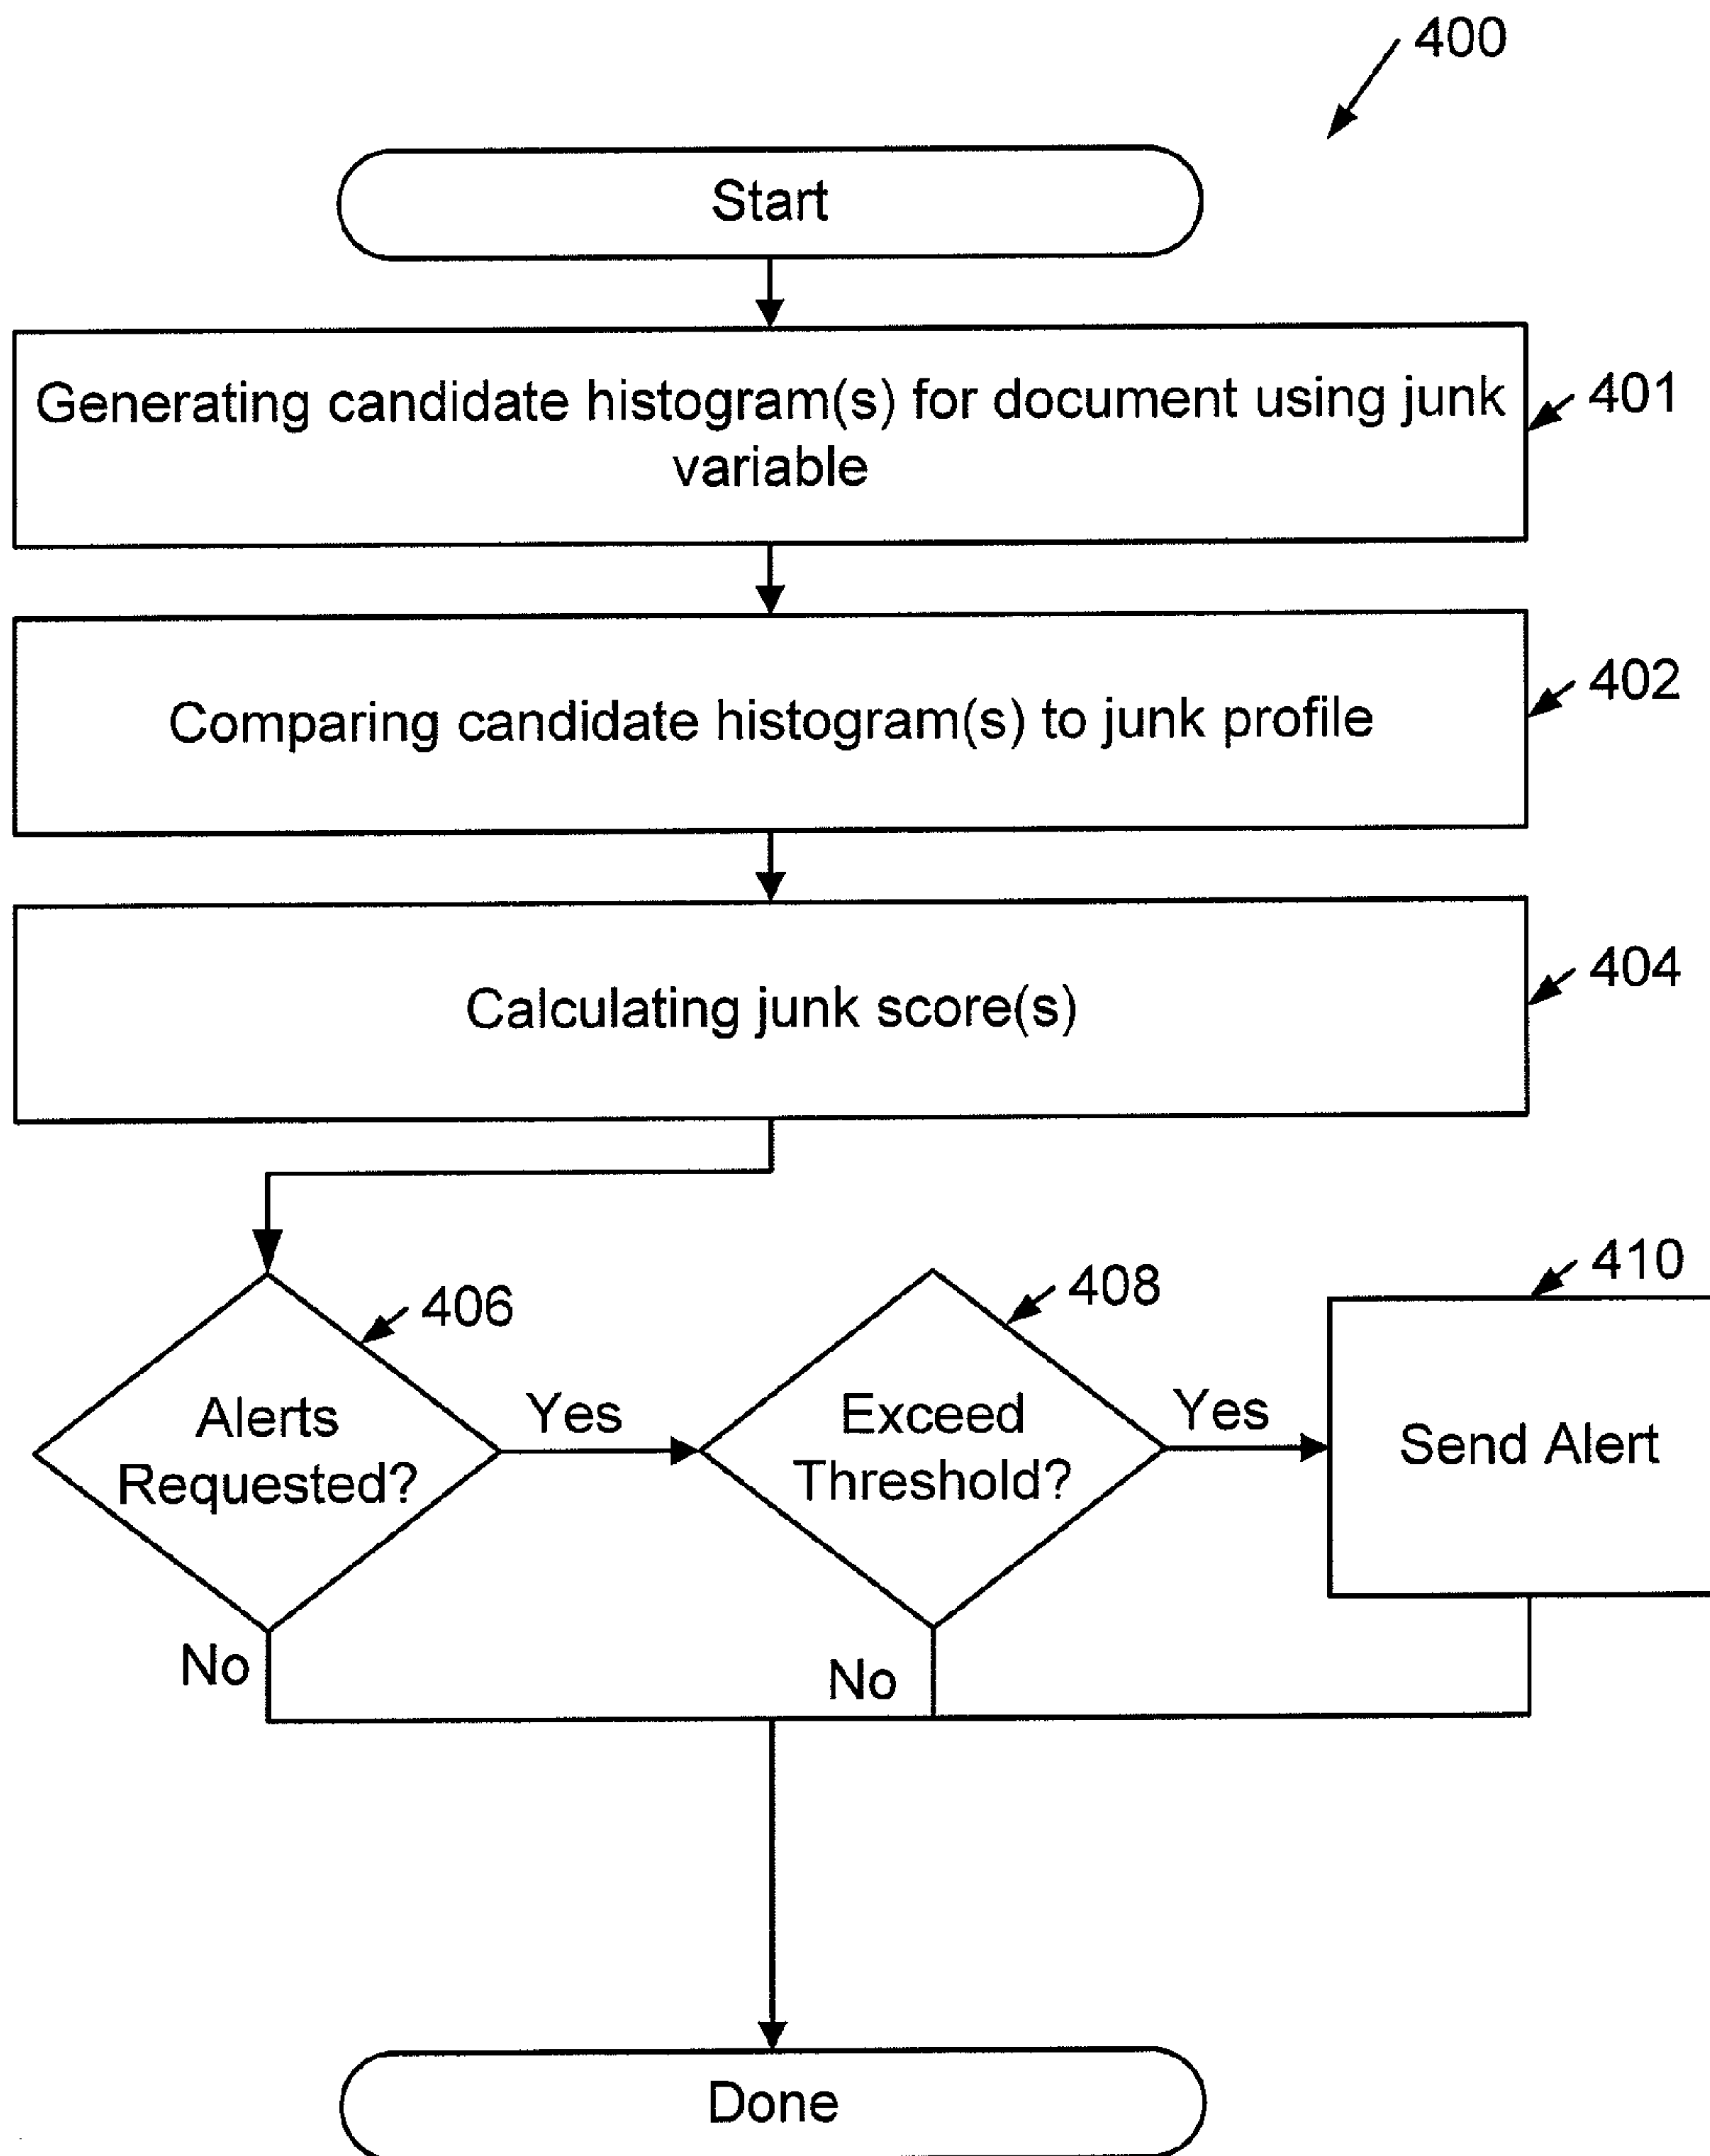 400
Start
Generating candidate histogram(s) for document using junk
variable
401
Comparing candidate histogram(s) to junk profile
402
Calculating junk score(s)
404
406
Alerts
Requested?
Yes
No
408
Exceed
Threshold?
Yes
No
410
Send Alert
Done